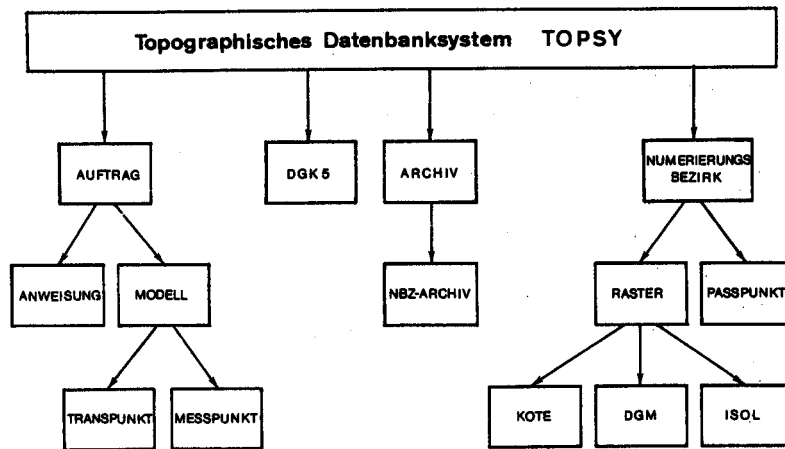 Topographisches Datenbanksystem TOPSY
AUFTRAG
DGK 5
ARCHIV
NUMERIERUNGS
BEZIRK
ANWEISUNG
MODELL
NBZ-ARCHIV
RASTER
PASSPUNKT
TRANSPUNKT
MESSPUNKT
KOTE
DGM
ISOL